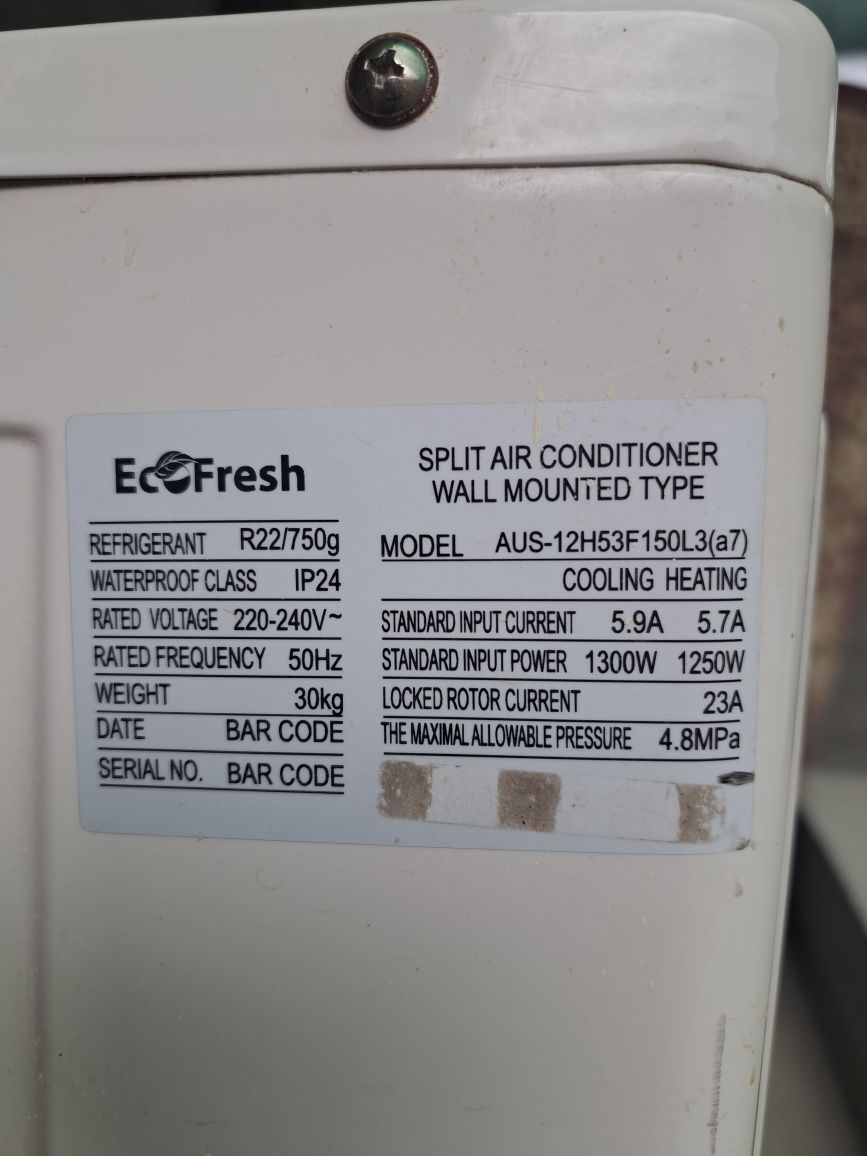 EcoFresh
REFRIGERANT R22/750g
WATERPROOF CLASS IP24
RATED VOLTAGE 220-240V~
RATED FREQUENCY 50Hz
WEIGHT 30kg
DATE BAR CODE
SERIAL NO. BAR CODE
SPLIT AIR CONDITIONER
WALL MOUNTED TYPE
MODEL AUS-12H53F150L3(a7)
COOLING HEATING
STANDARD INPUT CURRENT 5.9A 5.7A
STANDARD INPUT POWER 1300W 1250W
LOCKED ROTOR CURRENT 23A
THE MAXIMAL ALLOWABLE PRESSURE 4.8MPa